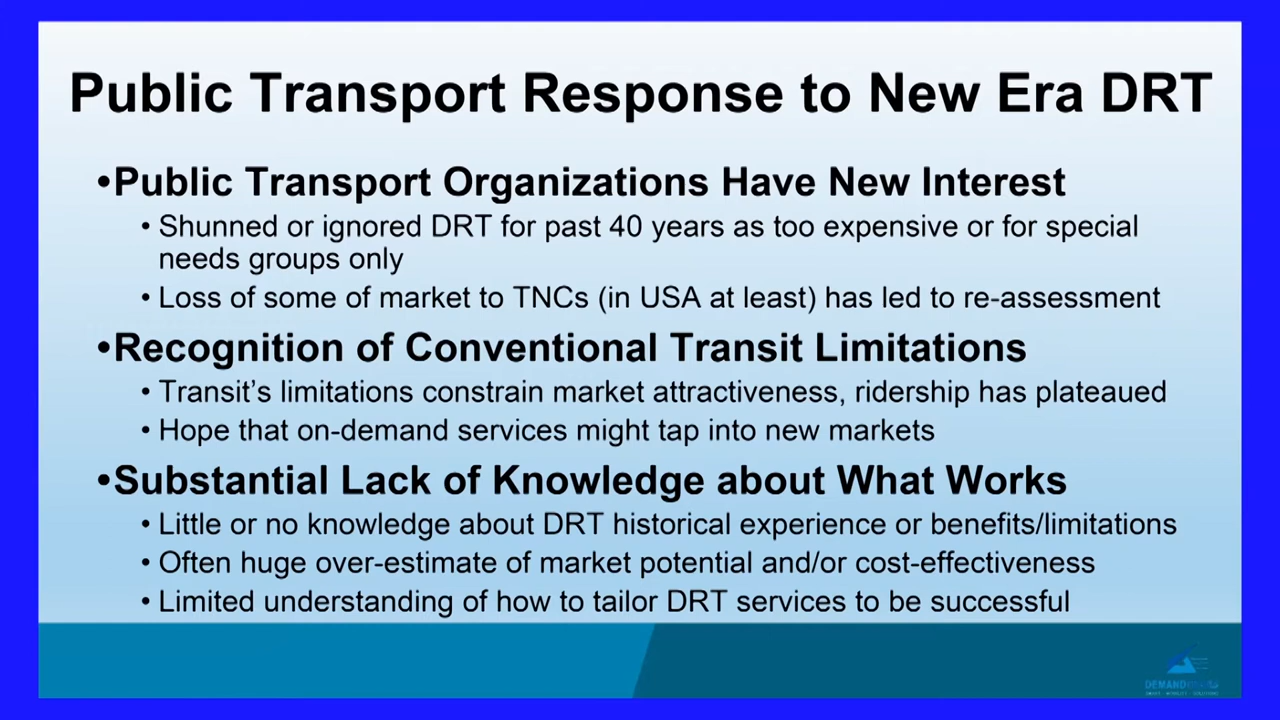 Public Transport Response to New Era DRT
•Public Transport Organizations Have New Interest
• Shunned or ignored DRT for past 40 years as too expensive or for special
needs groups only
• Loss of some of market to TNCs (in USA at least) has led to re-assessment
•Recognition of Conventional Transit Limitations
• Transit's limitations constrain market attractiveness, ridership has plateaued
• Hope that on-demand services might tap into new markets
•Substantial Lack of Knowledge about What Works
• Little or no knowledge about DRT historical experience or benefits/limitations
• Often huge over-estimate of market potential and/or cost-effectiveness
• Limited understanding of how to tailor DRT services to be successful